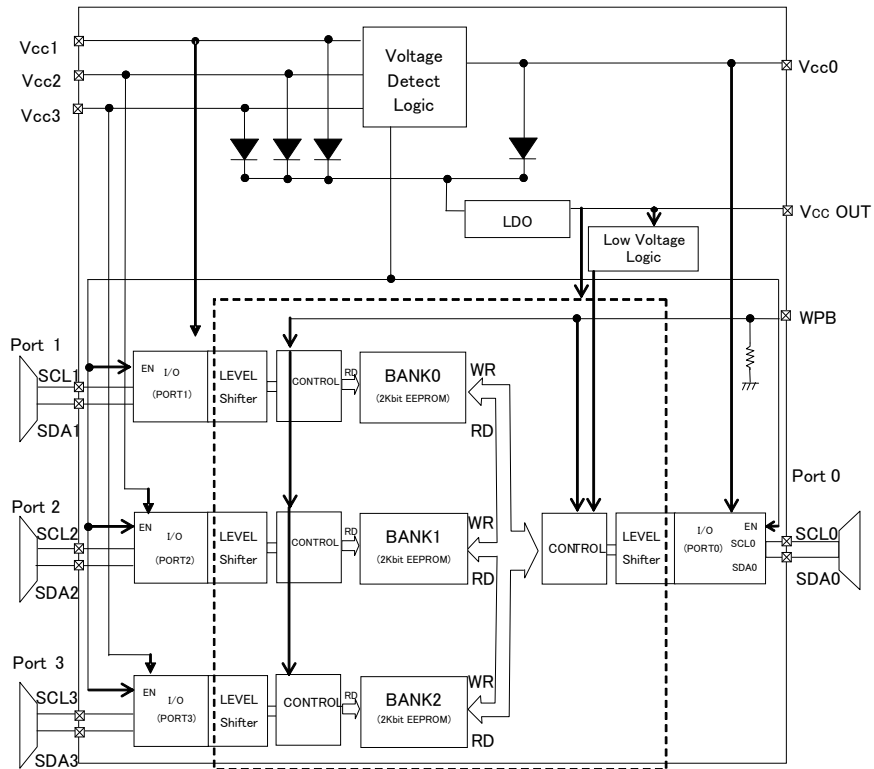 Vcc1
Vcc2
Vcc3
Voltage
Detect
Logic
Vcc0
LDO
Vcc OUT
Low Voltage
Logic
WPB
Port 1
SCL1
SDA1
EN
I/O
(PORT1)
LEVEL
Shifter
CONTROL
RD
BANK0
(2Kbit EEPROM)
WR
RD
Port 2
SCL2
SDA2
EN
I/O
(PORT2)
LEVEL
Shifter
CONTROL
RD
BANK1
(2Kbit EEPROM)
WR
RD
CONTROL
LEVEL
Shifter
I/O
(PORT0)
EN
SCL0
SDA0
Port 0
SCL0
SDA0
Port 3
SCL3
SDA3
EN
I/O
(PORT3)
LEVEL
Shifter
CONTROL
RD
BANK2
(2Kbit EEPROM)
WR
RD